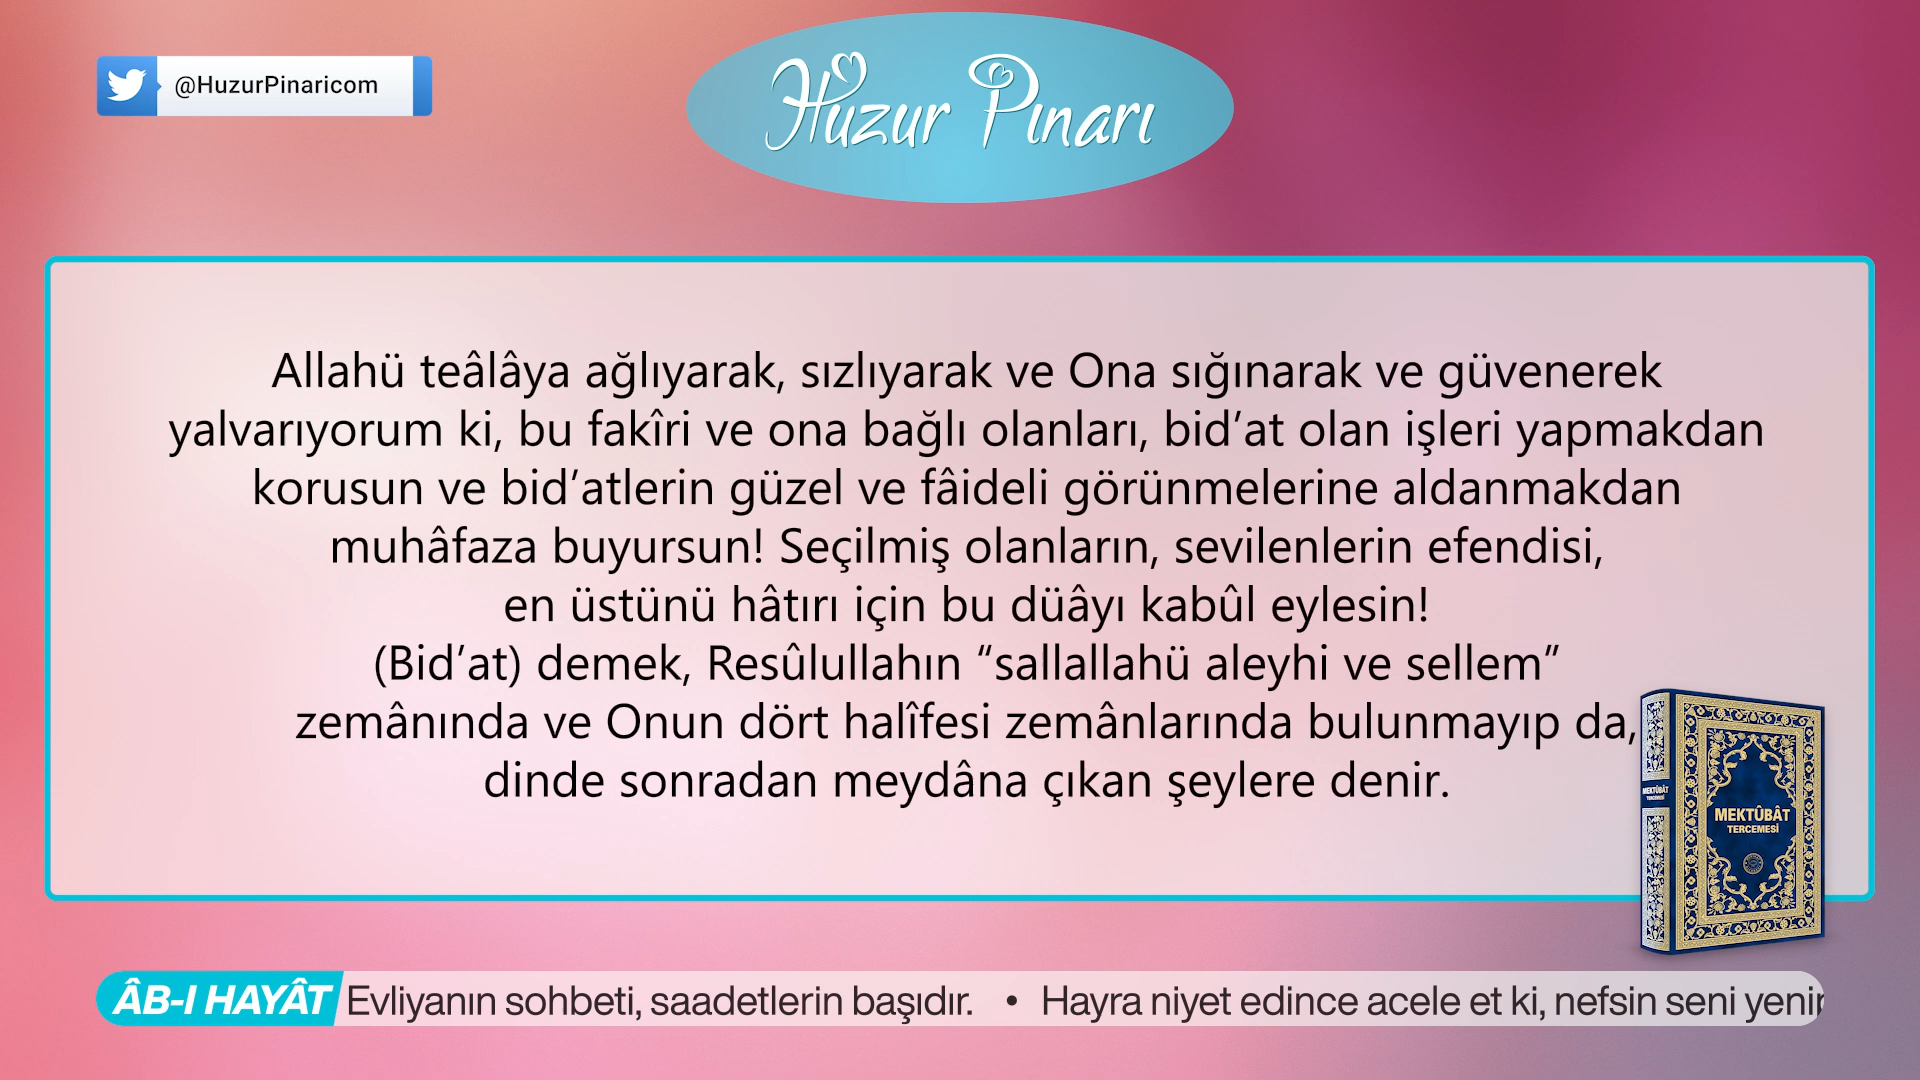 @HuzurPinaricom
Huzur Pınarı
Allahü teâlâya ağlıyarak, sızlıyarak ve Ona sığınarak ve güvenerek
yalvarıyorum ki, bu fakîri ve ona bağlı olanları, bid’at olan işleri yapmakdan
korusun ve bid’atlerin güzel ve fâideli görünmelerine aldanmakdan
muhâfaza buyursun! Seçilmiş olanların, sevilenlerin efendisi,
en üstünü hâtırı için bu düâyı kabûl eylesin!
(Bid’at) demek, Resûlullahın “sallallahü aleyhi ve sellem”
zemânında ve Onun dört halîfesi zemânlarında bulunmayıp da,
dinde sonradan meydâna çıkan şeylere denir.
MEKTÛBÂT
TERCEMESİ
MEKTÛBÂT
TERCEMESİ
ÂB-I HAYÂT Evliyanın sohbeti, saadetlerin başıdır. • Hayra niyet edince acele et ki, nefsin seni